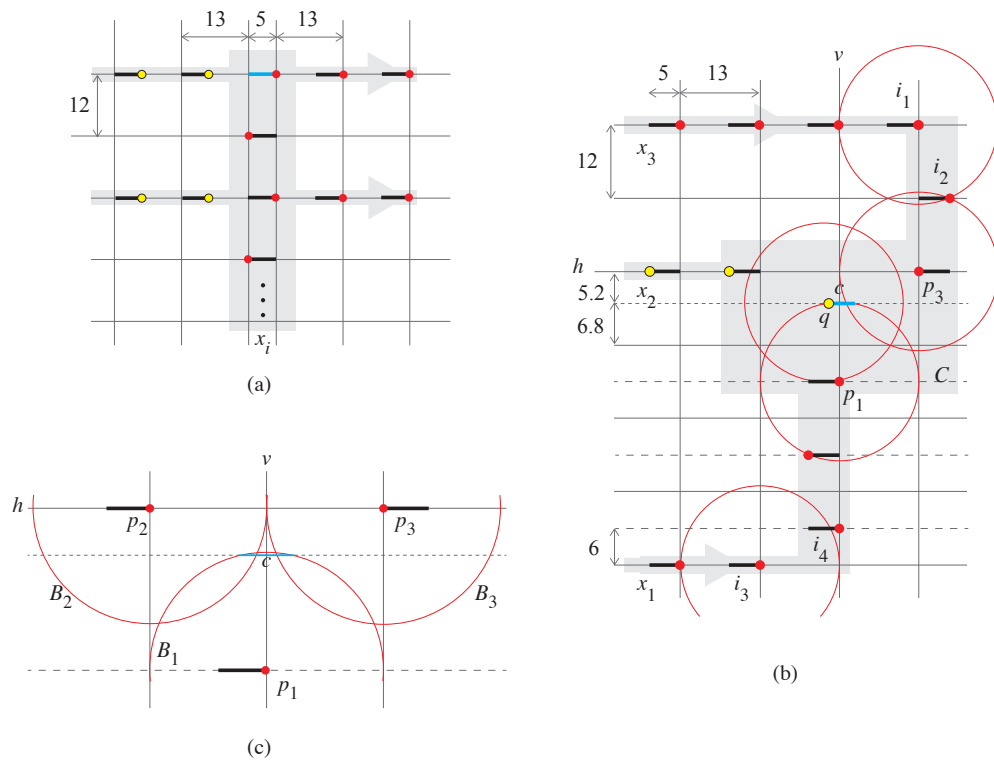 13 5 13
12
x_i
(a)
5 13 v i_1
x_3
12
i_2
h
5.2 x_2 c p_3
6.8 q
C
p_1
6 i_4
x_1 i_3
(b)
v
h
p_2 p_3
c
B_2 B_3
B_1
p_1
(c)